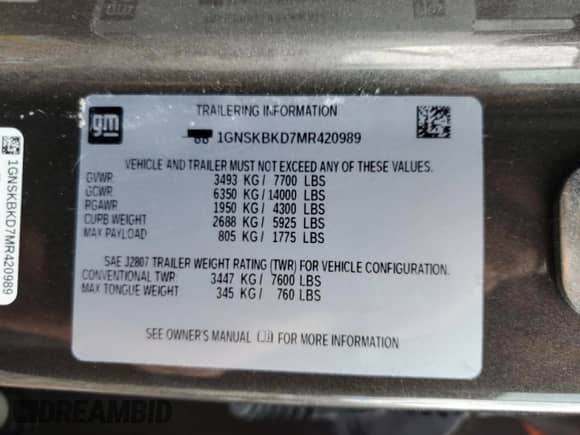 gm
TRAILERING INFORMATION
1GNSKBKD7MR420989
VEHICLE AND TRAILER MUST NOT EXCEED ANY OF THESE VALUES.
GVWR 3493 KG / 7700 LBS
GCWR 6350 KG / 14000 LBS
RGAWR 1950 KG / 4300 LBS
CURB WEIGHT 2688 KG / 5925 LBS
MAX PAYLOAD 805 KG / 1775 LBS
SAE J2807 TRAILER WEIGHT RATING (TWR) FOR VEHICLE CONFIGURATION.
CONVENTIONAL TWR 3447 KG / 7600 LBS
MAX TONGUE WEIGHT 345 KG / 760 LBS
SEE OWNER'S MANUAL FOR MORE INFORMATION
1GNSKBKD7MR420989
DREAMBID